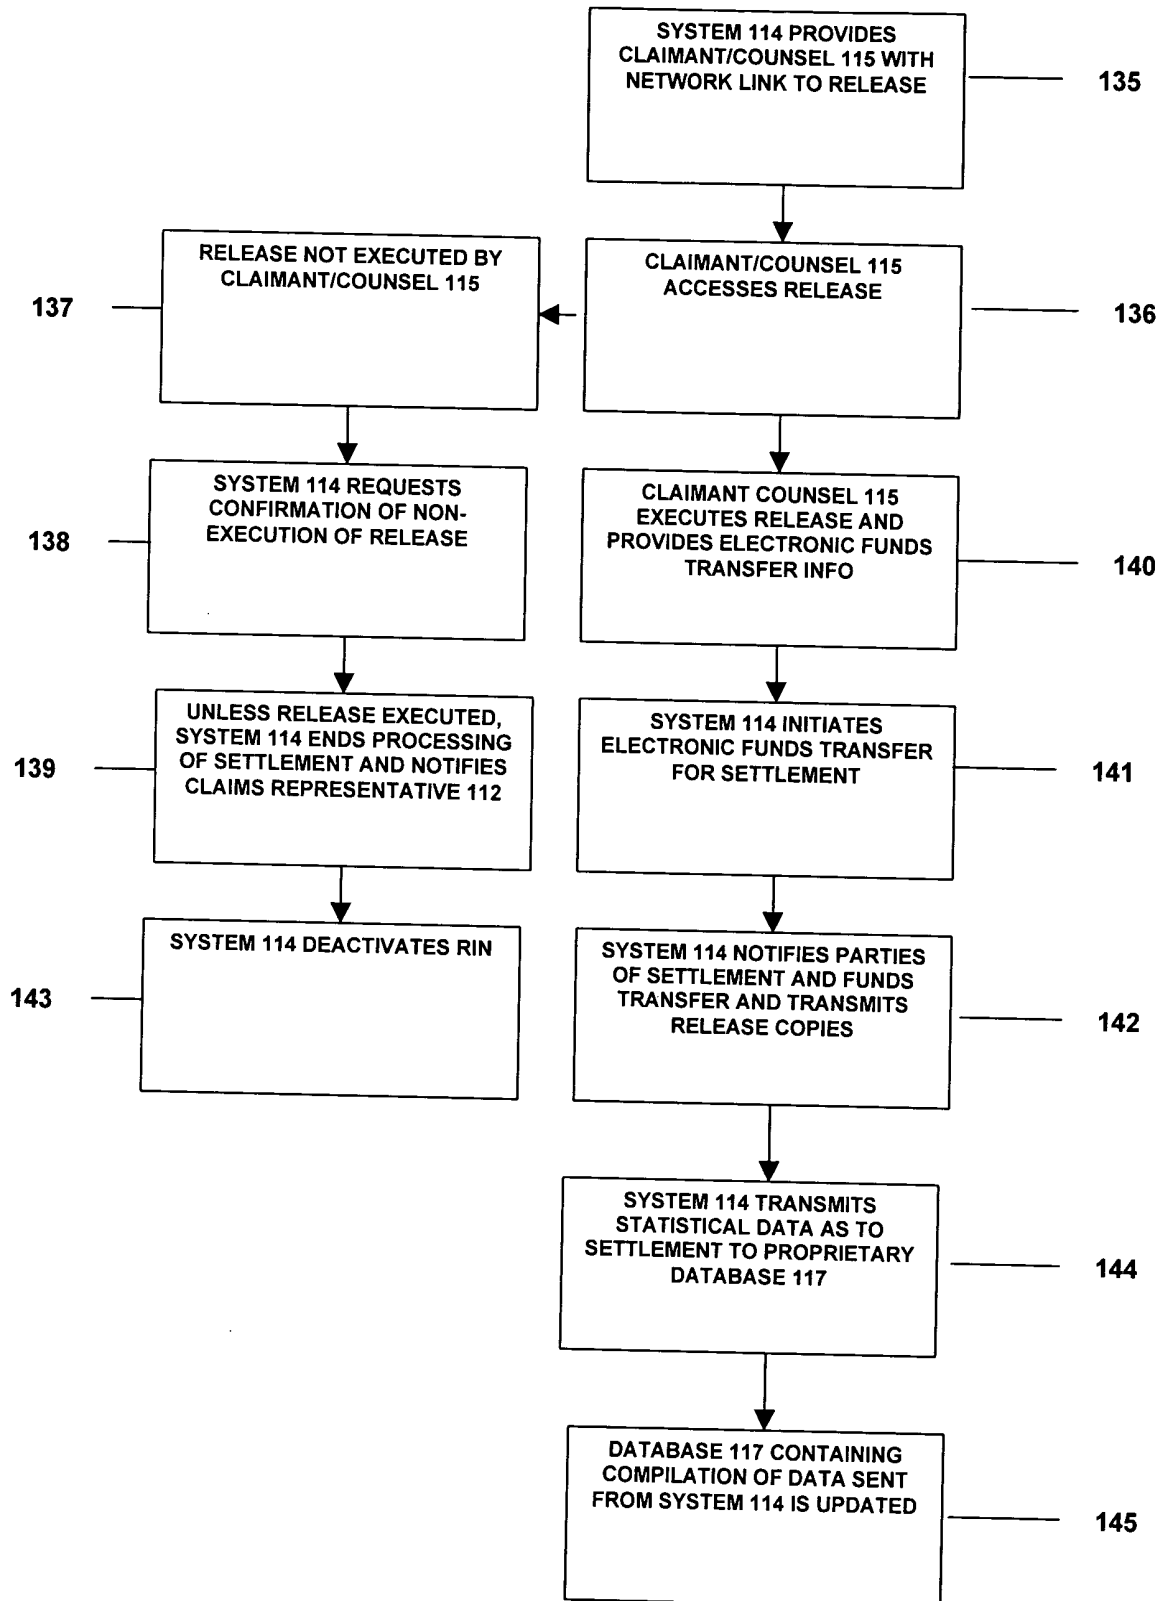 SYSTEM 114 PROVIDES
CLAIMANT/COUNSEL 115 WITH
NETWORK LINK TO RELEASE
135
RELEASE NOT EXECUTED BY
CLAIMANT/COUNSEL 115
137
CLAIMANT/COUNSEL 115
ACCESSES RELEASE
136
SYSTEM 114 REQUESTS
CONFIRMATION OF NON-
EXECUTION OF RELEASE
138
CLAIMANT COUNSEL 115
EXECUTES RELEASE AND
PROVIDES ELECTRONIC FUNDS
TRANSFER INFO
140
UNLESS RELEASE EXECUTED,
SYSTEM 114 ENDS PROCESSING
OF SETTLEMENT AND NOTIFIES
CLAIMS REPRESENTATIVE 112
139
SYSTEM 114 INITIATES
ELECTRONIC FUNDS TRANSFER
FOR SETTLEMENT
141
SYSTEM 114 DEACTIVATES RIN
143
SYSTEM 114 NOTIFIES PARTIES
OF SETTLEMENT AND FUNDS
TRANSFER AND TRANSMITS
RELEASE COPIES
142
SYSTEM 114 TRANSMITS
STATISTICAL DATA AS TO
SETTLEMENT TO PROPRIETARY
DATABASE 117
144
DATABASE 117 CONTAINING
COMPILATION OF DATA SENT
FROM SYSTEM 114 IS UPDATED
145